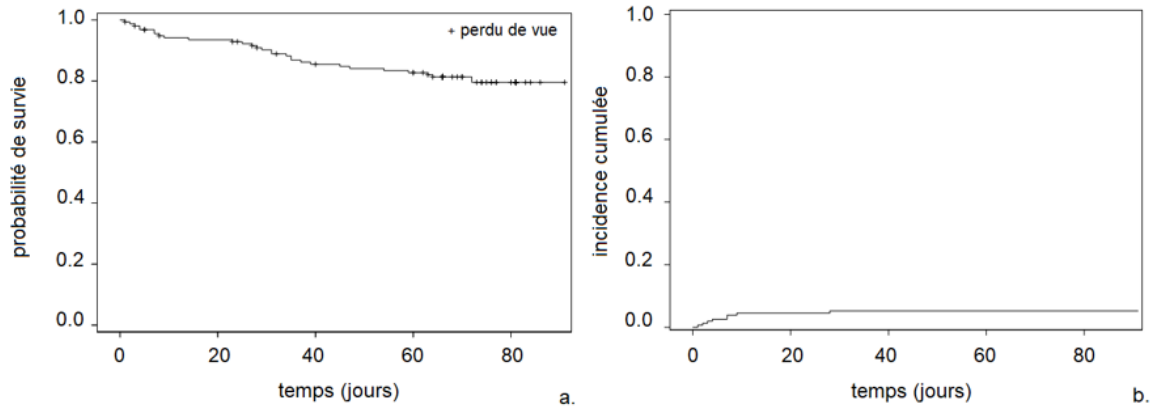 1.0
0.8
0.6
0.4
0.2
0.0
probabilité de survie
+ perdu de vue
0 20 40 60 80
temps (jours)
a.
1.0
0.8
0.6
0.4
0.2
0.0
incidence cumulée
0 20 40 60 80
temps (jours)
b.